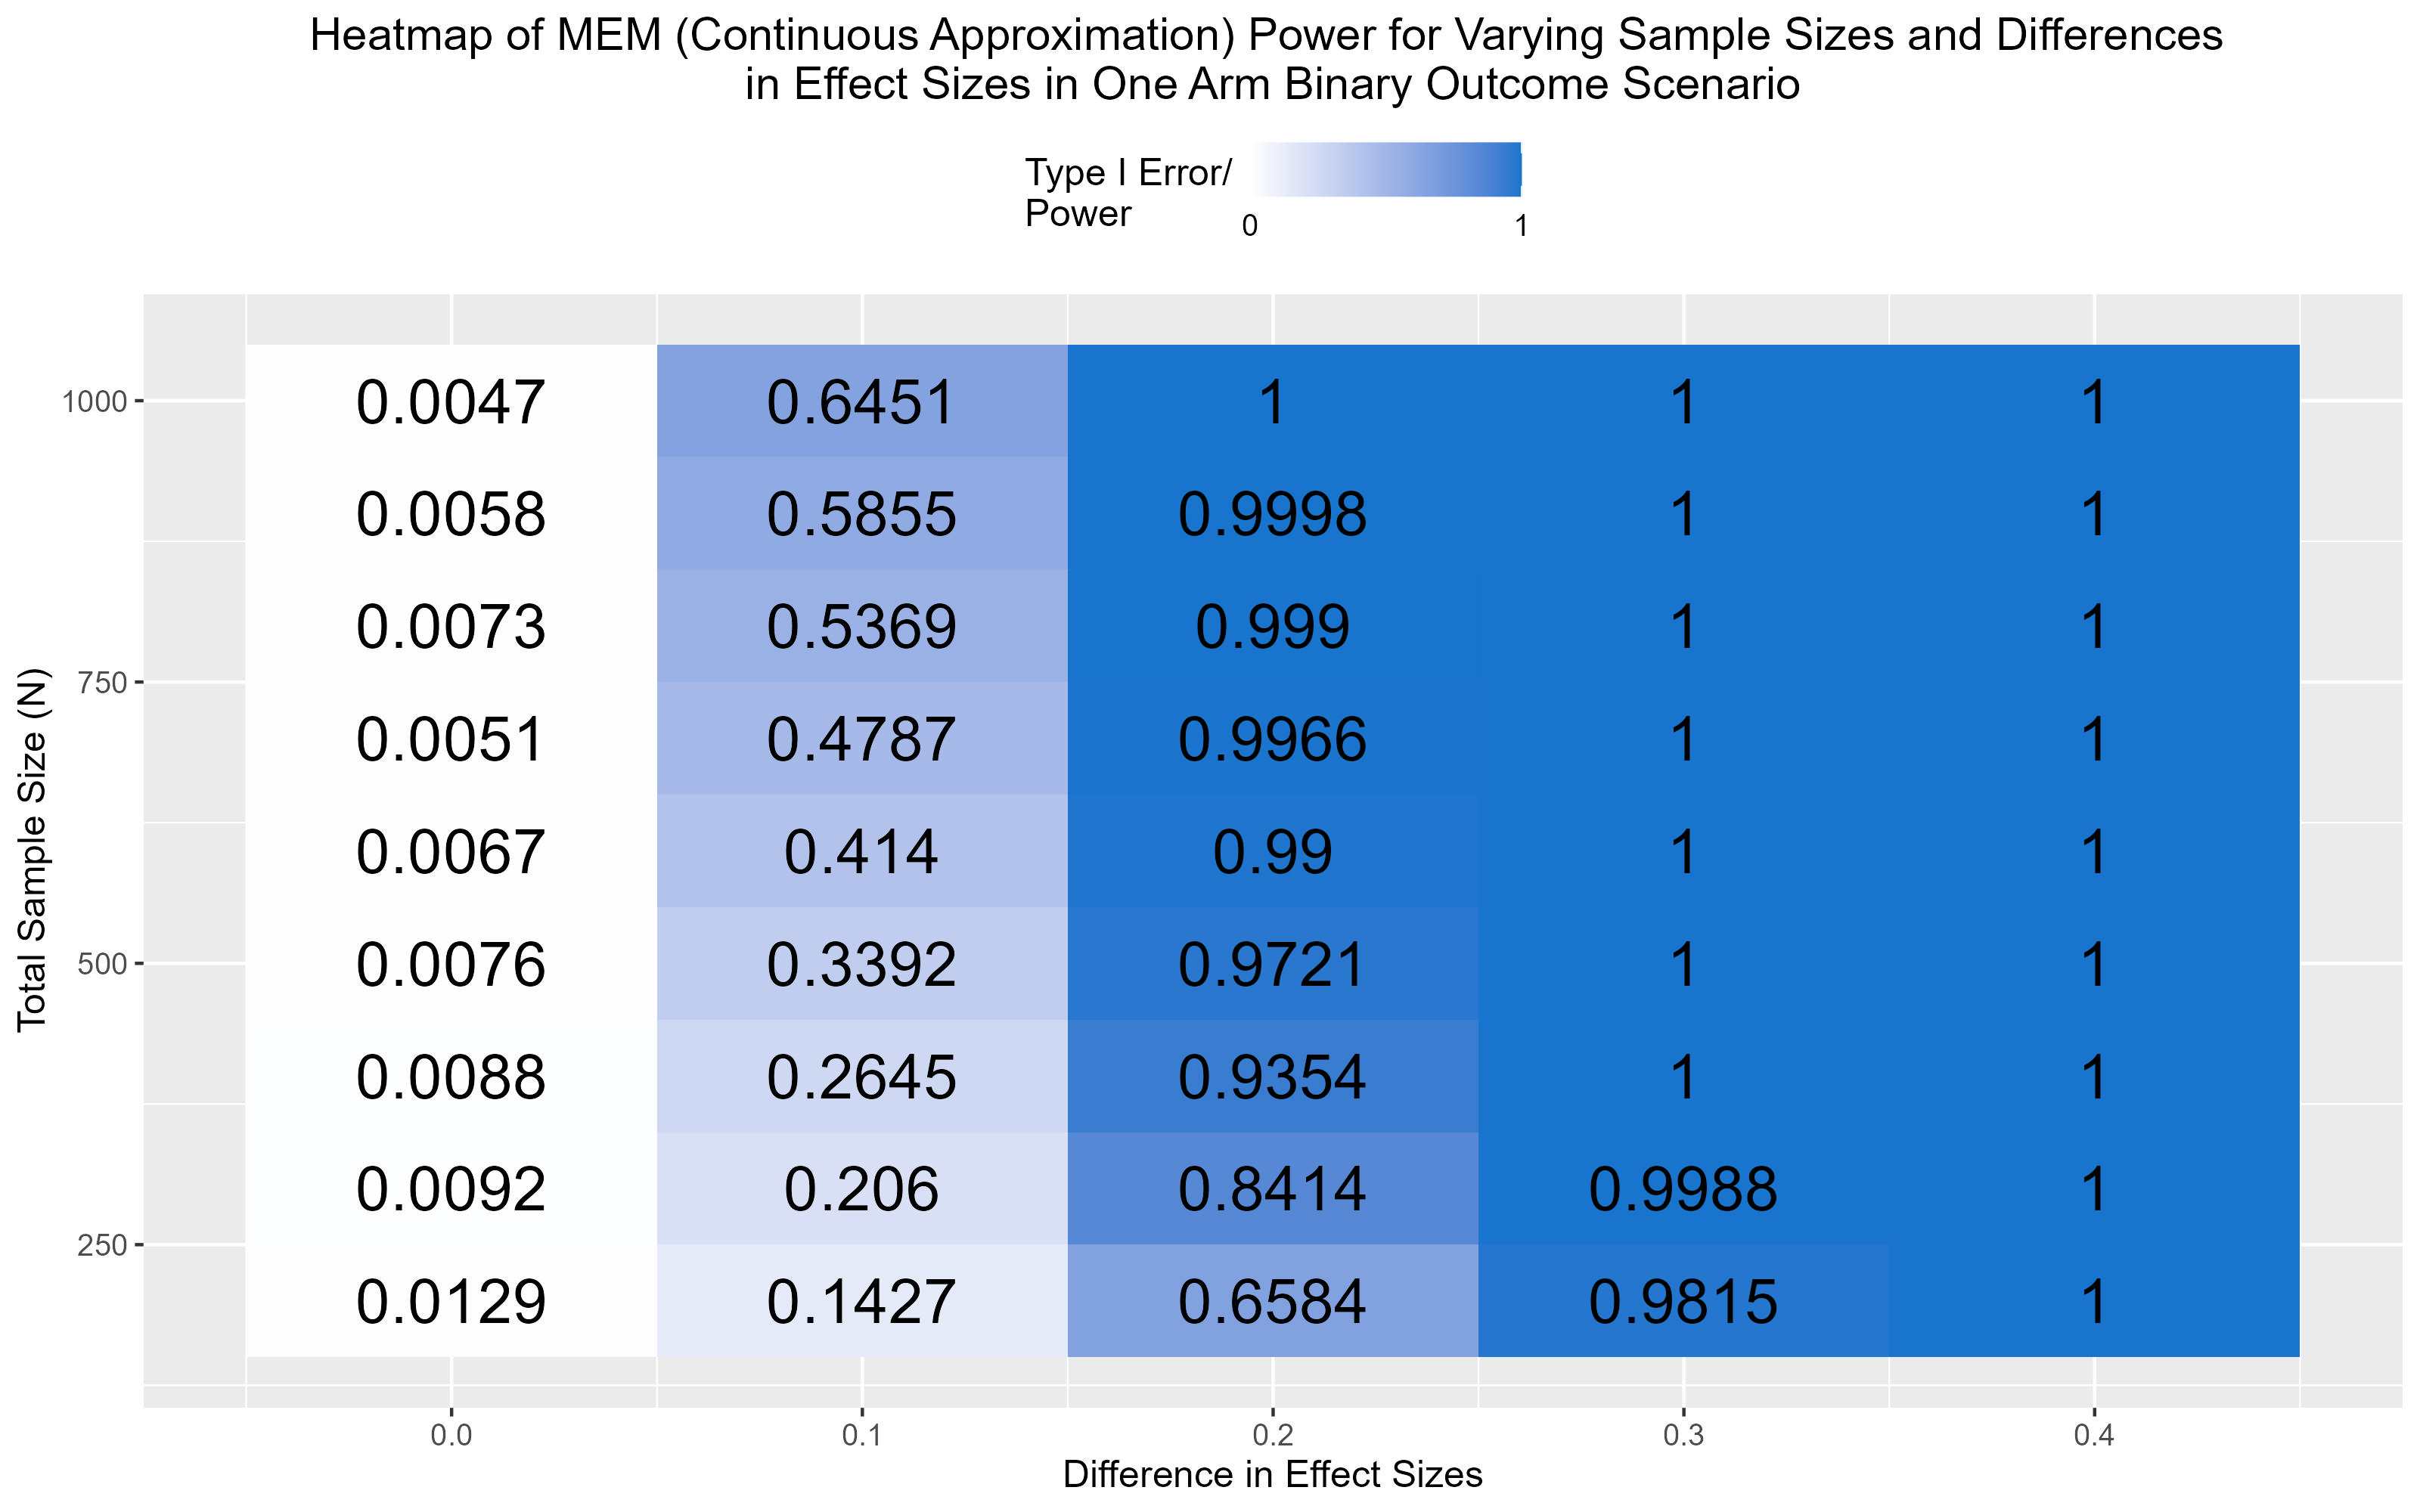 Heatmap of MEM (Continuous Approximation) Power for Varying Sample Sizes and Differences
in Effect Sizes in One Arm Binary Outcome Scenario
Type I Error/
Power
0 1
Total Sample Size (N)
1000 0.0047 0.6451 1 1 1
0.0058 0.5855 0.9998 1 1
0.0073 0.5369 0.999 1 1
750
0.0051 0.4787 0.9966 1 1
0.0067 0.414 0.99 1 1
500 0.0076 0.3392 0.9721 1 1
0.0088 0.2645 0.9354 1 1
0.0092 0.206 0.8414 0.9988 1
250
0.0129 0.1427 0.6584 0.9815 1
0.0 0.1 0.2 0.3 0.4
Difference in Effect Sizes